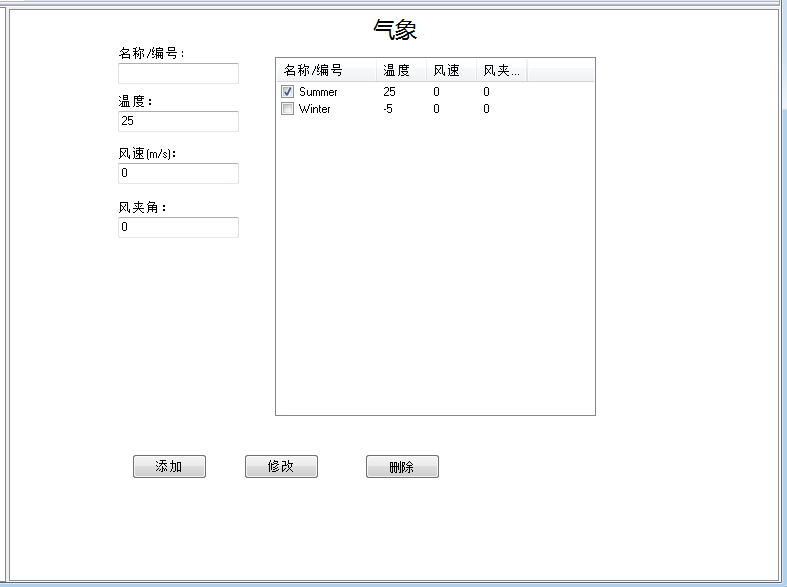 气象
名称/编号：
温度：
25
风速(m/s)：
0
风夹角：
0
名称/编号 温度 风速 风夹...
Summer 25 0 0
Winter -5 0 0
添加 修改 删除